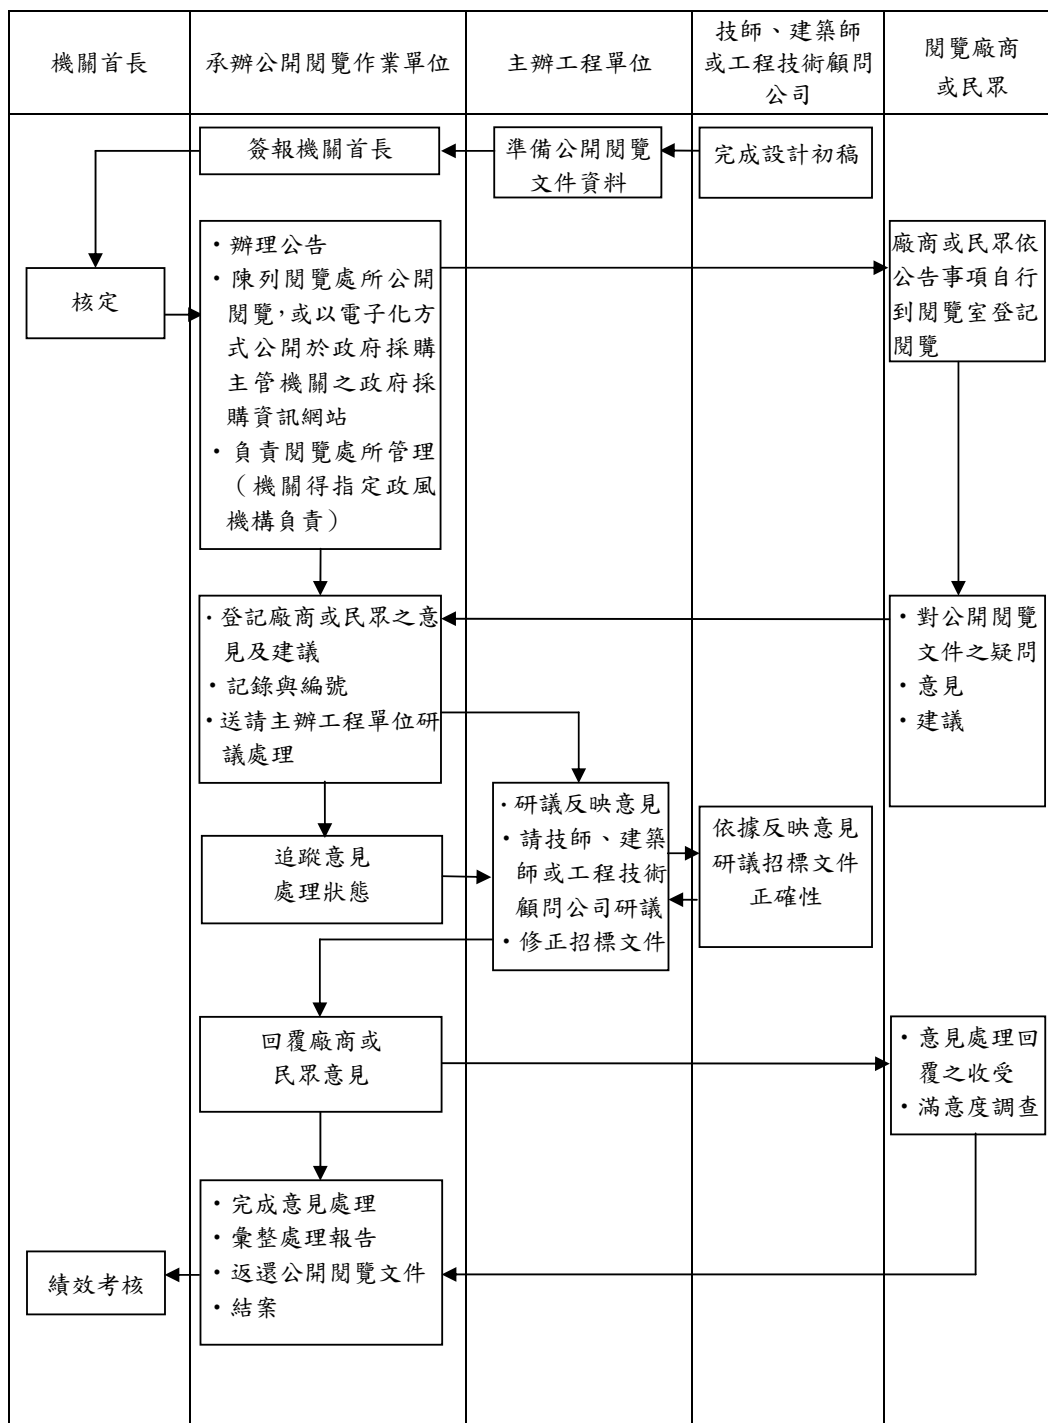 機關首長
承辦公開閱覽作業單位
主辦工程單位
技師、建築師
或工程技術顧問
公司
閱覽廠商
或民眾
簽報機關首長
準備公開閱覽
文件資料
完成設計初稿
核定
・辦理公告
・陳列閱覽處所公開
閱覽，或以電子化方
式公開於政府採購
主管機關之政府採
購資訊網站
・負責閱覽處所管理
（機關得指定政風
機構負責）
廠商或民眾依
公告事項自行
到閱覽室登記
閱覽
・登記廠商或民眾之意
見及建議
・記錄與編號
・送請主辦工程單位研
議處理
・對公開閱覽
文件之疑問
・意見
・建議
追蹤意見
處理狀態
・研議反映意見
・請技師、建築
師或工程技術
顧問公司研議
・修正招標文件
依據反映意見
研議招標文件
正確性
回覆廠商或
民眾意見
・意見處理回
覆之收受
・滿意度調查
・完成意見處理
・彙整處理報告
・返還公開閱覽文件
・結案
績效考核